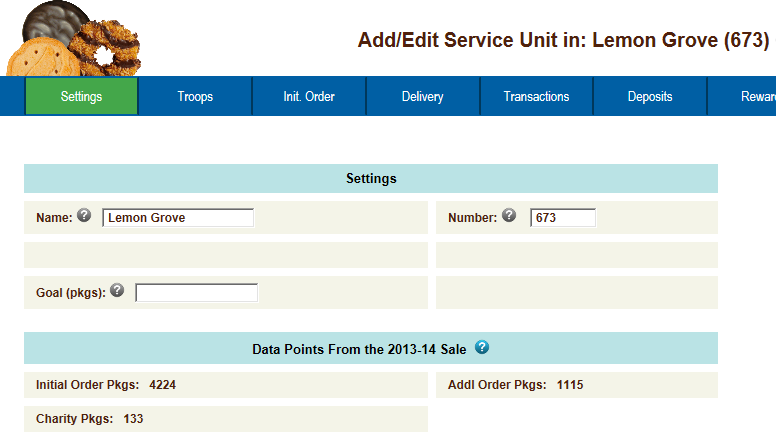 Add/Edit Service Unit in: Lemon Grove (673)
Settings Troops Init. Order Delivery Transactions Deposits Rewar
Settings
Name: ? Lemon Grove Number: ? 673
Goal (pkgs): ?
Data Points From the 2013-14 Sale ?
Initial Order Pkgs: 4224 Addl Order Pkgs: 1115
Charity Pkgs: 133